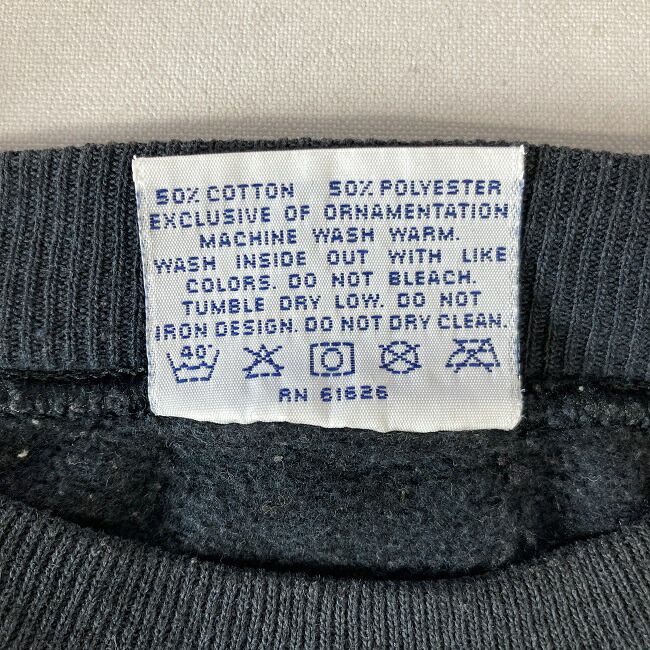 50% COTTON 50% POLYESTER
EXCLUSIVE OF ORNAMENTATION
MACHINE WASH WARM.
WASH INSIDE OUT WITH LIKE
COLORS. DO NOT BLEACH.
TUMBLE DRY LOW. DO NOT
IRON DESIGN. DO NOT DRY CLEAN.
40°
RN 61626